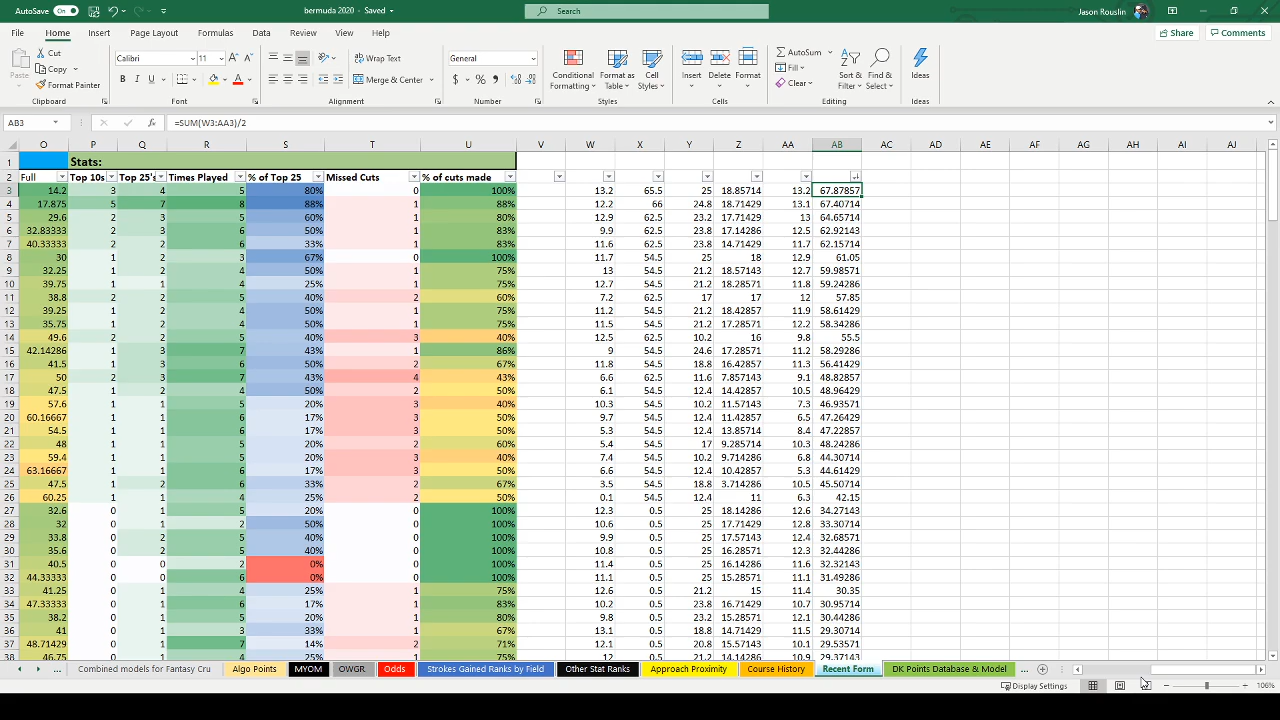 AutoSave On bermuda 2020 - Saved Search Jason Rouslin
File Home Insert Page Layout Formulas Data Review View Help Share Comments
Paste Cut Copy Format Painter Calibri 11 B I U Wrap Text Merge & Center General Conditional Formatting Format as Table Cell Styles Insert Delete Format AutoSum Fill Clear Sort & Filter Find & Select Ideas
Clipboard Font Alignment Number Styles Cells Editing Ideas
AB3 =SUM(W3:AA3)/2
O P Q R S T U V W X Y Z AA AB AC AD AE AF AG AH AI AJ
1 Stats:
2 Full Top 10s Top 25's Times Played % of Top 25 Missed Cuts % of cuts made
3 14.2 3 4 5 80% 0 100% 13.2 65.5 25 18.85714 13.2 67.87857
4 17.875 5 7 8 88% 1 88% 12.2 66 24.8 18.71429 13.1 67.40714
5 29.6 2 3 5 60% 1 80% 12.9 62.5 23.2 17.71429 13 64.65714
6 32.83333 2 3 6 50% 1 83% 9.9 62.5 23.8 17.14286 12.5 62.92143
7 40.33333 2 2 6 33% 1 83% 11.6 62.5 23.8 14.71429 11.7 62.15714
8 30 1 2 3 67% 0 100% 11.7 54.5 25 18 12.9 61.05
9 32.25 1 2 4 50% 1 75% 13 54.5 21.2 18.57143 12.7 59.98571
10 39.75 1 1 4 25% 1 75% 12.7 54.5 21.2 18.28571 11.8 59.24286
11 38.8 2 2 5 40% 2 60% 7.2 62.5 17 17 12 57.85
12 39.25 1 2 4 50% 1 75% 11.2 54.5 21.2 18.42857 11.9 58.61429
13 35.75 1 2 4 50% 1 75% 11.5 54.5 21.2 17.28571 12.2 58.34286
14 49.6 2 2 5 40% 3 40% 12.5 62.5 10.2 16 9.8 55.5
15 42.14286 1 3 7 43% 1 86% 9 54.5 24.6 17.28571 11.2 58.29286
16 41.5 1 3 6 50% 2 67% 11.8 54.5 18.8 16.42857 11.3 56.41429
17 50 2 3 7 43% 4 43% 6.6 62.5 11.6 7.857143 9.1 48.82857
18 47.5 1 2 4 50% 2 50% 6.1 54.5 12.4 14.42857 10.5 48.96429
19 57.6 1 1 5 20% 3 40% 10.3 54.5 10.2 11.57143 7.3 46.93571
20 60.16667 1 1 6 17% 3 50% 9.7 54.5 12.4 11.42857 6.5 47.26429
21 54.5 1 1 6 17% 3 50% 5.3 54.5 12.4 13.85714 8.4 47.22857
22 48 1 1 5 20% 2 60% 5.4 54.5 17 9.285714 10.3 48.24286
23 59.4 1 1 5 20% 3 40% 7.4 54.5 10.2 9.714286 6.8 44.30714
24 63.16667 1 1 6 17% 3 50% 6.6 54.5 12.4 10.42857 5.3 44.61429
25 47.5 1 2 6 33% 2 67% 3.5 54.5 18.8 3.714286 10.5 45.50714
26 60.25 1 1 4 25% 2 50% 0.1 54.5 12.4 11 6.3 42.15
27 32.6 0 1 5 20% 0 100% 12.3 0.5 25 18.14286 12.6 34.27143
28 32 0 1 2 50% 0 100% 10.6 0.5 25 17.71429 12.8 33.30714
29 33.8 0 2 5 40% 0 100% 9.9 0.5 25 17.57143 12.4 32.68571
30 35.6 0 2 5 40% 0 100% 10.8 0.5 25 16.28571 12.3 32.44286
31 40.5 0 0 2 0% 0 100% 11.4 0.5 25 16.14286 11.6 32.32143
32 44.33333 0 0 6 0% 0 100% 11.1 0.5 25 15.28571 11.1 31.49286
33 41.25 0 1 4 25% 1 75% 12.6 0.5 21.2 15 11.4 30.35
34 47.33333 0 1 6 17% 1 83% 10.2 0.5 23.8 16.71429 10.7 30.95714
35 38.2 0 1 5 20% 1 80% 9.8 0.5 23.2 15.28571 12.1 30.44286
36 41 0 1 3 33% 1 67% 13.1 0.5 18.8 14.71429 11.5 29.30714
37 48.71429 0 1 7 14% 2 71% 12.1 0.5 20.8 15.57143 10.1 29.53571
38 46.75 0 1 4 25% 1 75% 12.2 0.5 21.2 14.14286 10.9 29.37143
... Combined models for Fantasy Cru Algo Points MYOM OWGR Odds Strokes Gained Ranks by Field Other Stat Ranks Approach Proximity Course History Recent Form DK Points Database & Model ...
Display Settings 106%